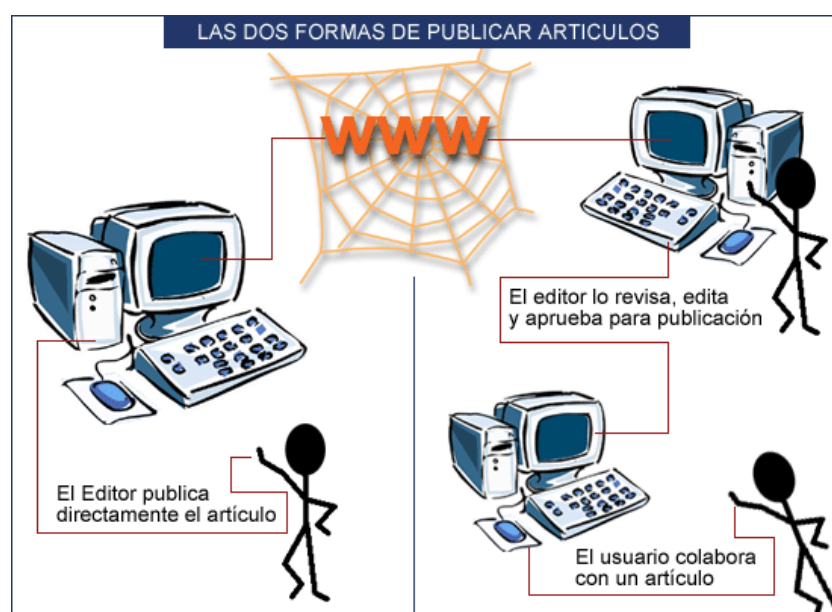 LAS DOS FORMAS DE PUBLICAR ARTICULOS
WWW
El Editor publica
directamente el artículo
El editor lo revisa, edita
y aprueba para publicación
El usuario colabora
con un artículo